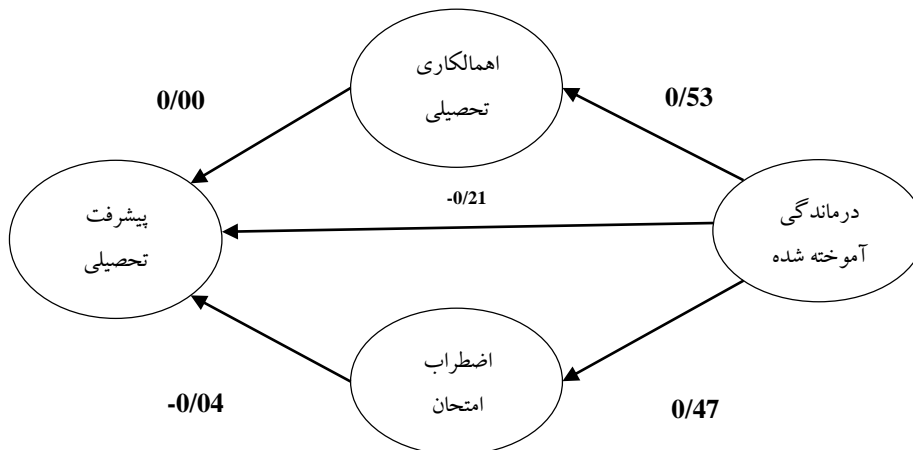 اهمالکاری
تحصیلی
0/00
0/53
درماندگی
آموخته شده
-0/21
پیشرفت
تحصیلی
اضطراب
امتحان
-0/04
0/47